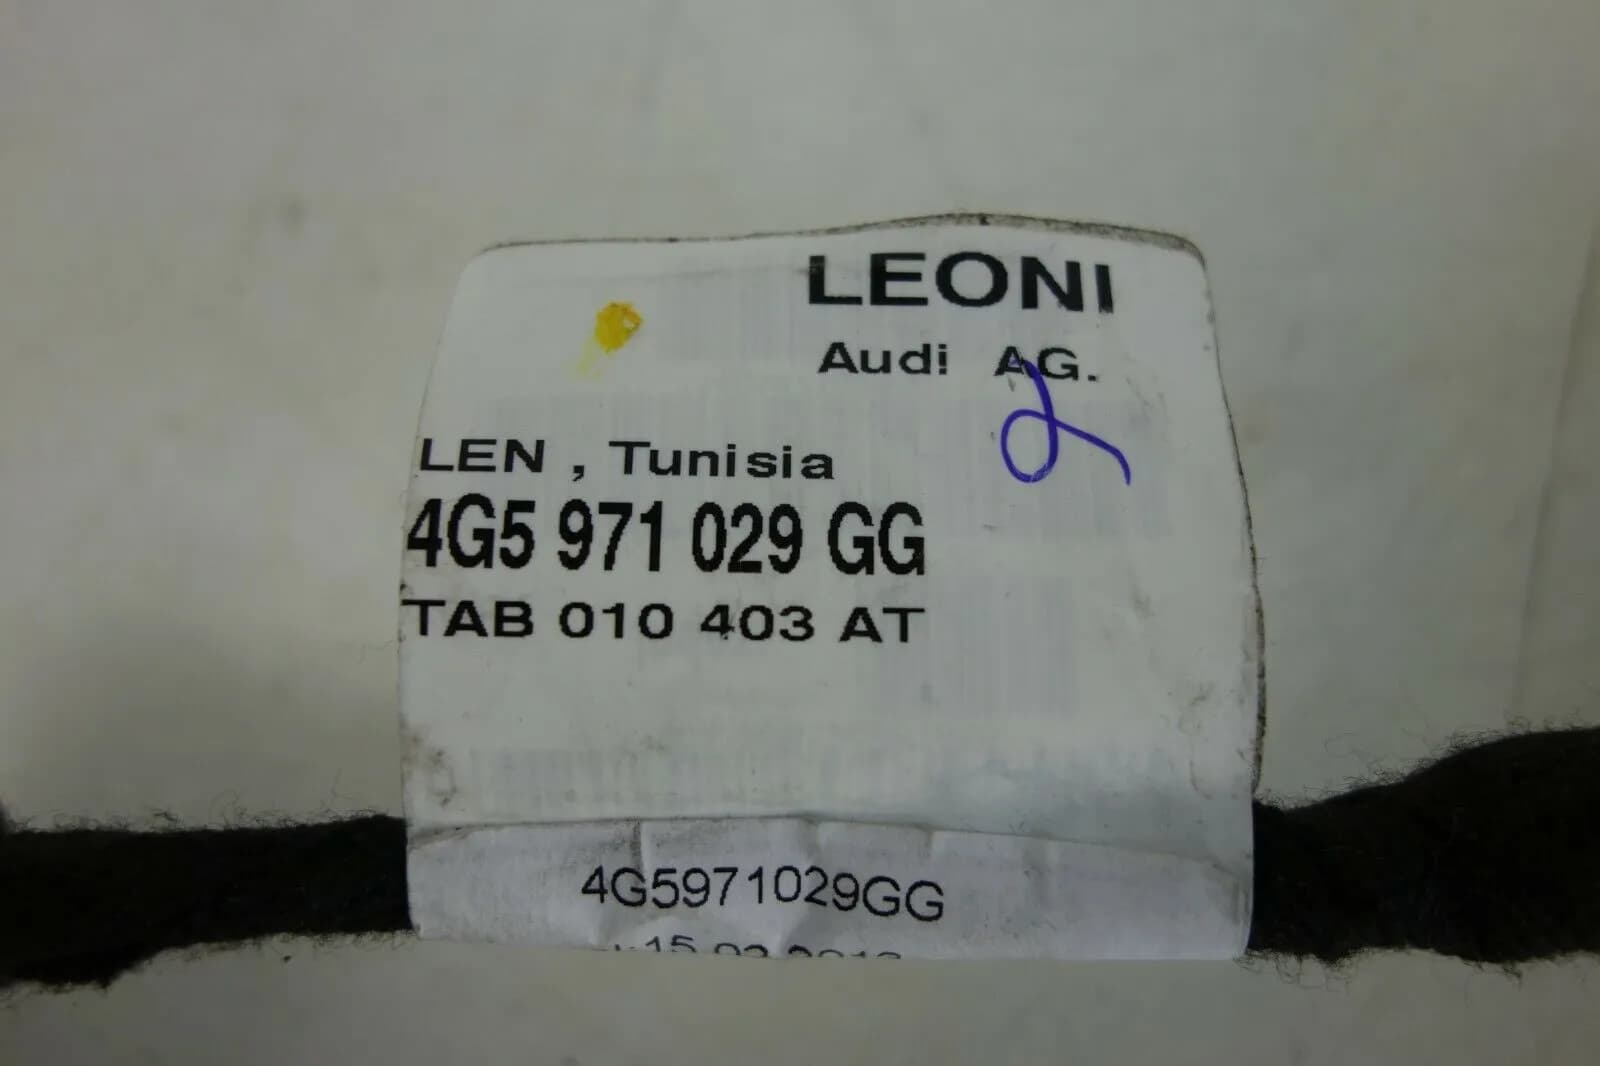 LEONI
Audi AG.
LEN , Tunisia
4G5 971 029 GG
TAB 010 403 AT
4G5971029GG